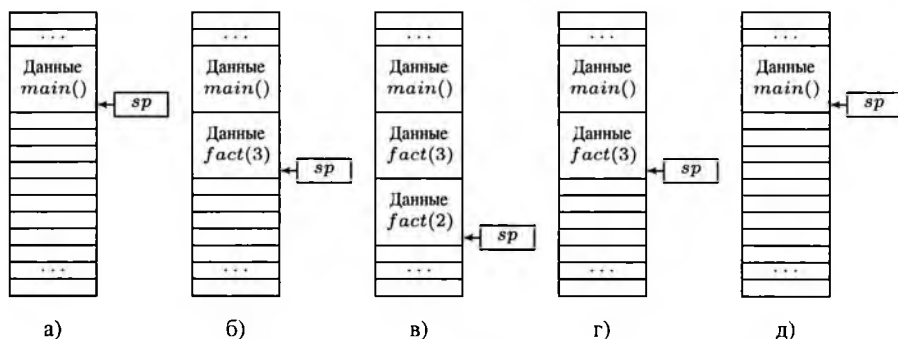 ...
Данные
main()
sp
...
Данные
main()
Данные
fact(3)
sp
...
...
Данные
main()
Данные
fact(3)
Данные
fact(2)
sp
...
...
Данные
main()
Данные
fact(3)
sp
...
...
Данные
main()
sp
...
...
а) б) в) г) д)